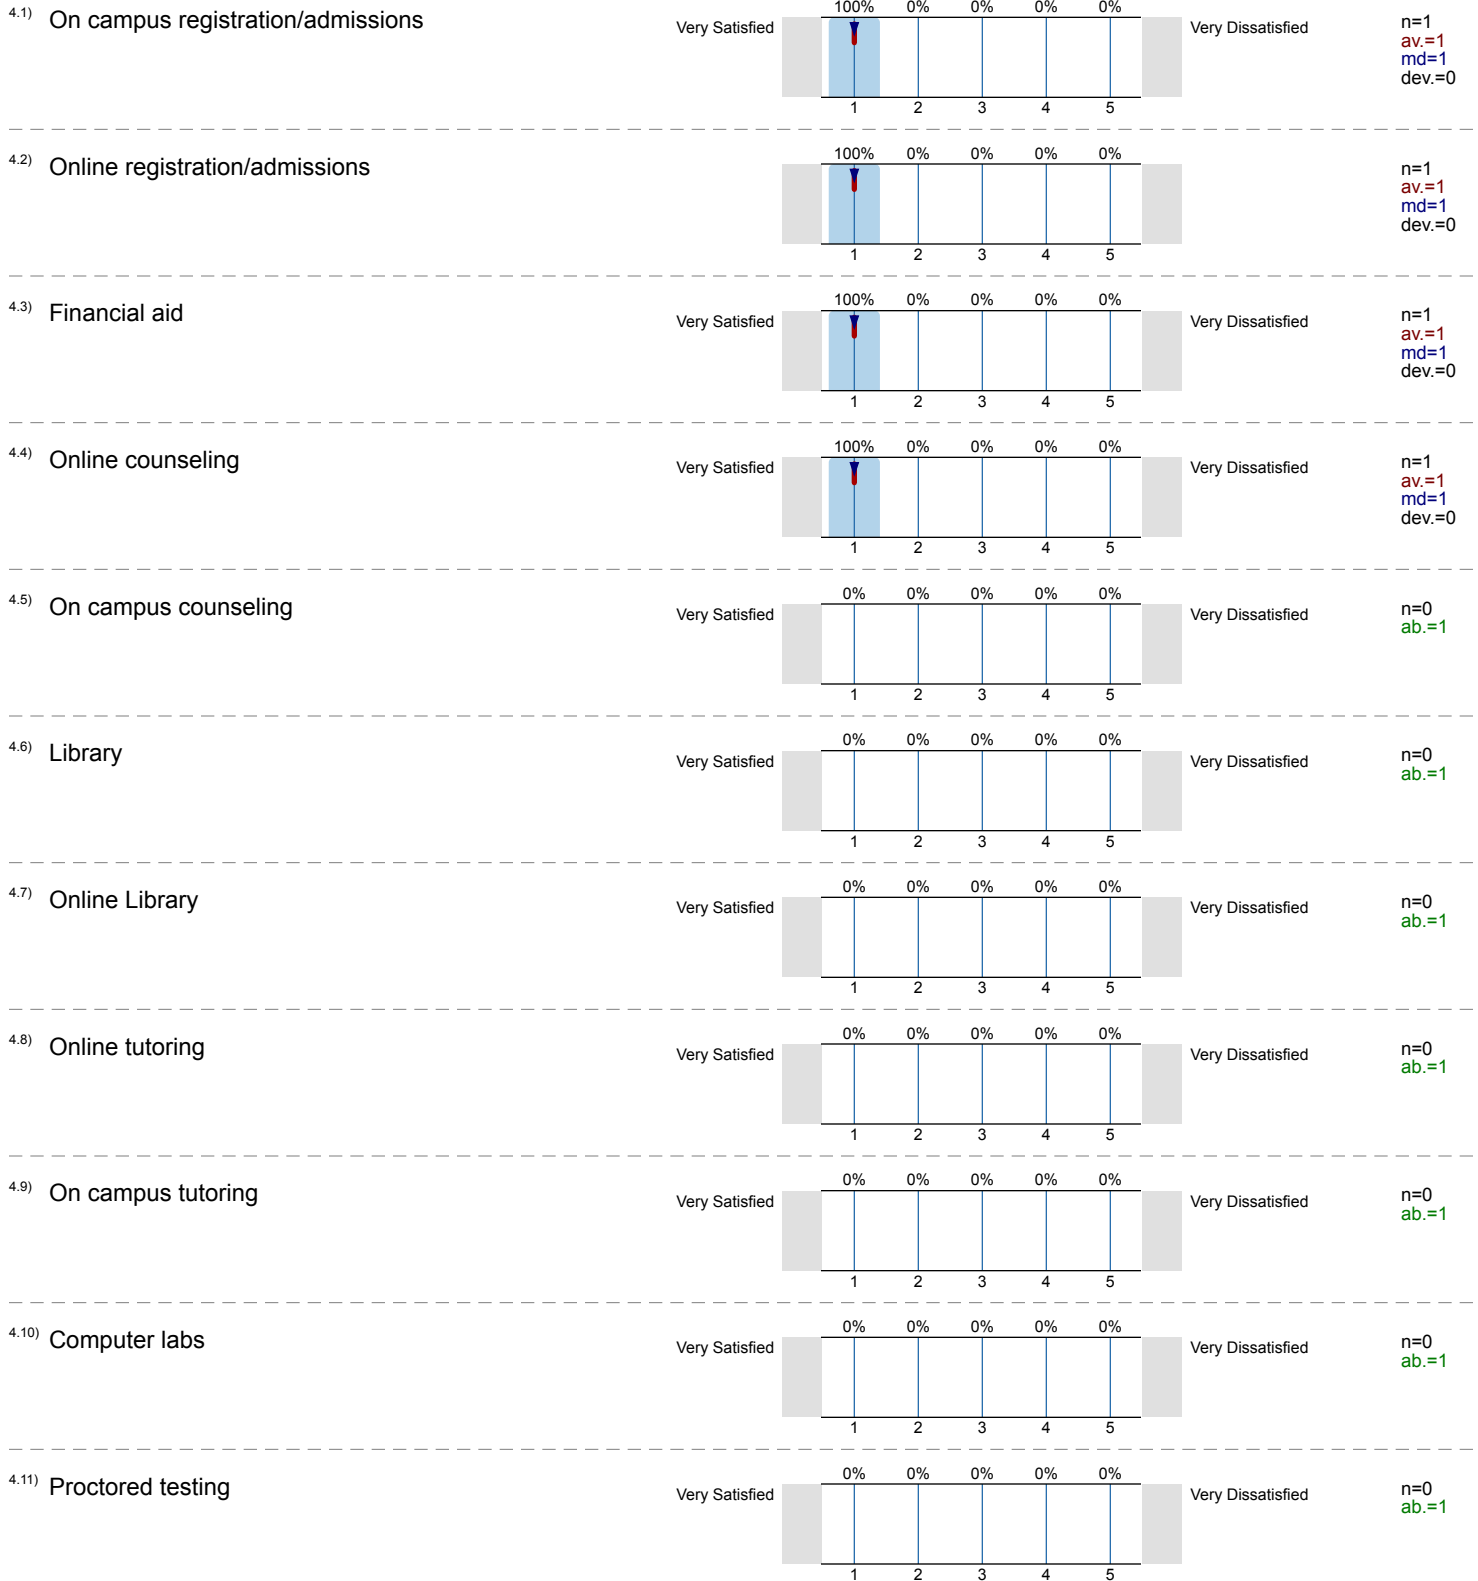 4.1) On campus registration/admissions
100% 0% 0% 0% 0%
Very Satisfied Very Dissatisfied
n=1
av.=1
md=1
dev.=0
1 2 3 4 5
4.2) Online registration/admissions
100% 0% 0% 0% 0%
n=1
av.=1
md=1
dev.=0
1 2 3 4 5
4.3) Financial aid
100% 0% 0% 0% 0%
Very Satisfied Very Dissatisfied
n=1
av.=1
md=1
dev.=0
1 2 3 4 5
4.4) Online counseling
100% 0% 0% 0% 0%
Very Satisfied Very Dissatisfied
n=1
av.=1
md=1
dev.=0
1 2 3 4 5
4.5) On campus counseling
0% 0% 0% 0% 0%
Very Satisfied Very Dissatisfied
n=0
ab.=1
1 2 3 4 5
4.6) Library
0% 0% 0% 0% 0%
Very Satisfied Very Dissatisfied
n=0
ab.=1
1 2 3 4 5
4.7) Online Library
0% 0% 0% 0% 0%
Very Satisfied Very Dissatisfied
n=0
ab.=1
1 2 3 4 5
4.8) Online tutoring
0% 0% 0% 0% 0%
Very Satisfied Very Dissatisfied
n=0
ab.=1
1 2 3 4 5
4.9) On campus tutoring
0% 0% 0% 0% 0%
Very Satisfied Very Dissatisfied
n=0
ab.=1
1 2 3 4 5
4.10) Computer labs
0% 0% 0% 0% 0%
Very Satisfied Very Dissatisfied
n=0
ab.=1
1 2 3 4 5
4.11) Proctored testing
0% 0% 0% 0% 0%
Very Satisfied Very Dissatisfied
n=0
ab.=1
1 2 3 4 5